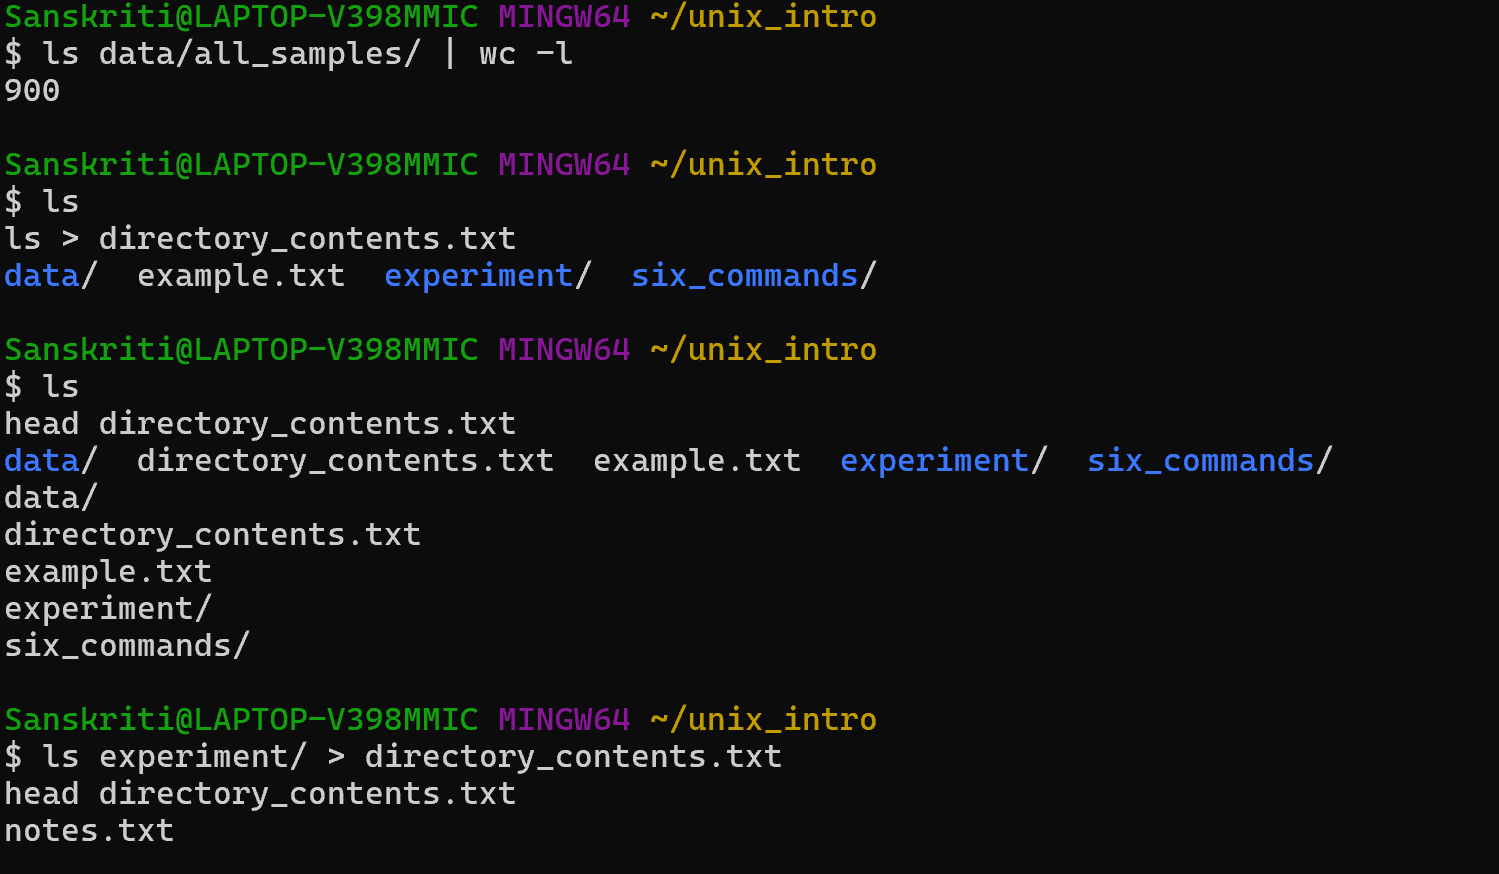 Sanskriti@LAPTOP-V398MMIC MINGW64 ~/unix_intro
$ ls data/all_samples/ | wc -l
900
Sanskriti@LAPTOP-V398MMIC MINGW64 ~/unix_intro
$ ls
ls > directory_contents.txt
data/  example.txt  experiment/  six_commands/
Sanskriti@LAPTOP-V398MMIC MINGW64 ~/unix_intro
$ ls
head directory_contents.txt
data/  directory_contents.txt  example.txt  experiment/  six_commands/
data/
directory_contents.txt
example.txt
experiment/
six_commands/
Sanskriti@LAPTOP-V398MMIC MINGW64 ~/unix_intro
$ ls experiment/ > directory_contents.txt
head directory_contents.txt
notes.txt